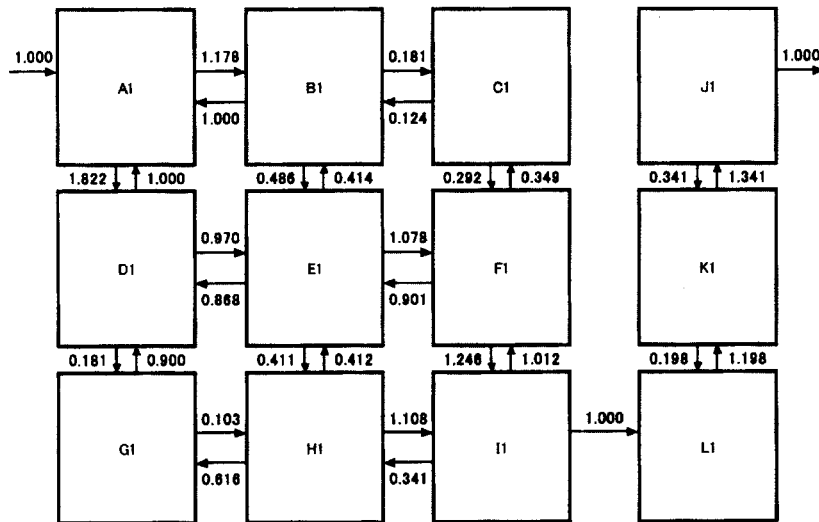 1.000 1.178 0.181 1.000
A1 B1 C1 J1
1.000 0.124
1.822 1.000 0.486 0.414 0.292 0.349 0.341 1.341
0.970 1.078
D1 E1 F1 K1
0.868 0.901
0.181 0.900 0.411 0.412 1.246 1.012 0.198 1.198
0.103 1.108 1.000
G1 H1 I1 L1
0.616 0.341